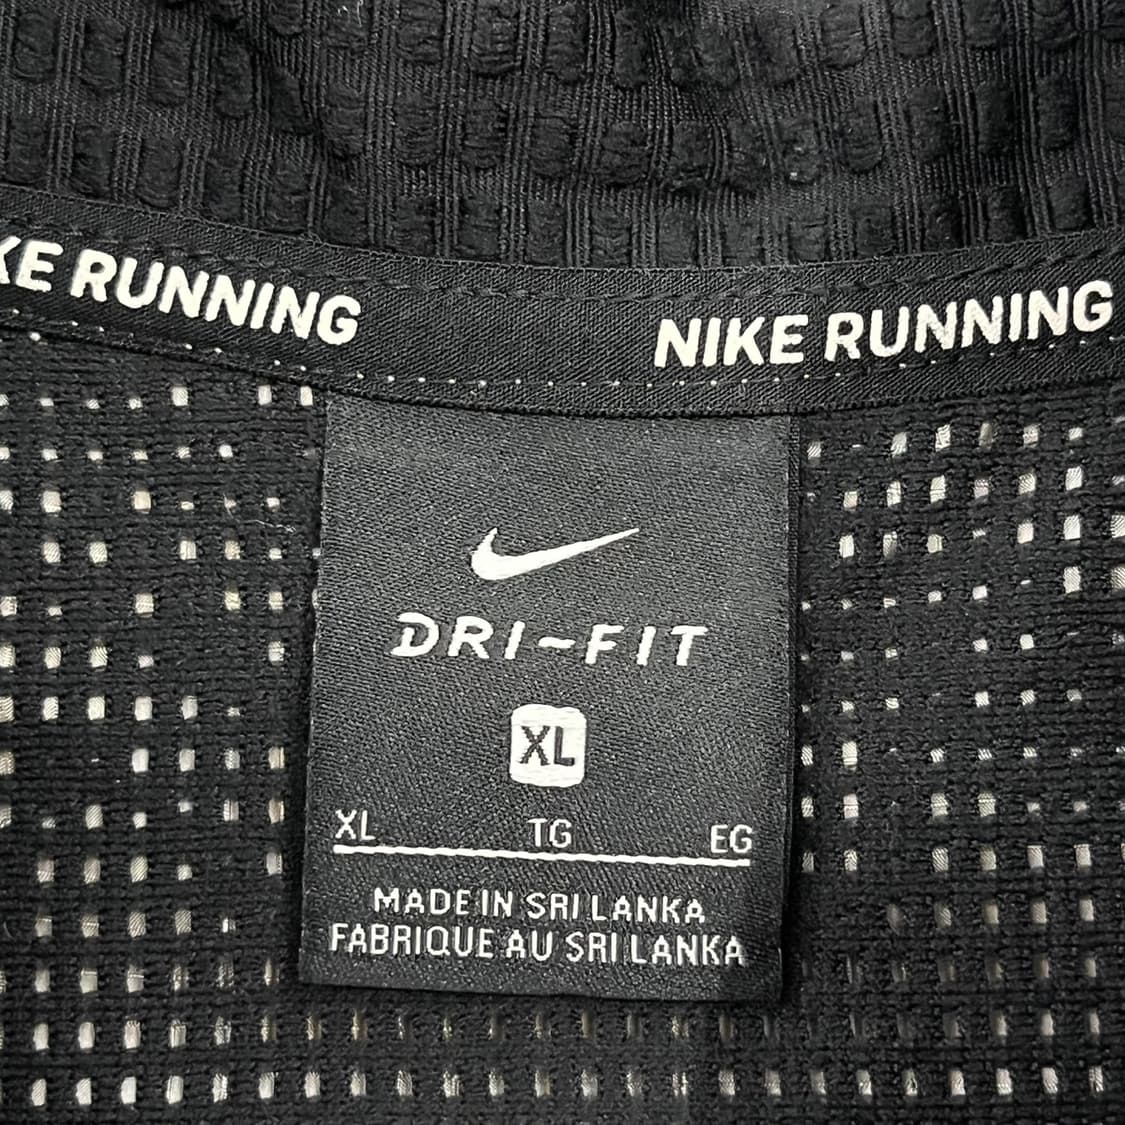 KE RUNNING
NIKE RUNNING
DRI-FIT
XL
XL TG EG
MADE IN SRI LANKA
FABRIQUE AU SRI LANKA